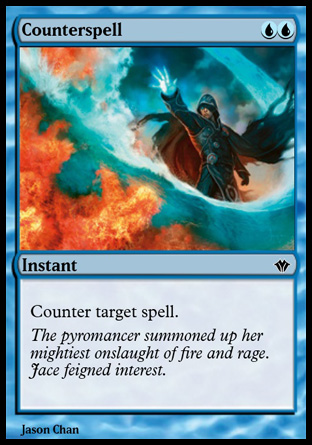 Counterspell
Instant
Counter target spell.
The pyromancer summoned up her
mightiest onslaught of fire and rage.
Jace feigned interest.
Jason Chan